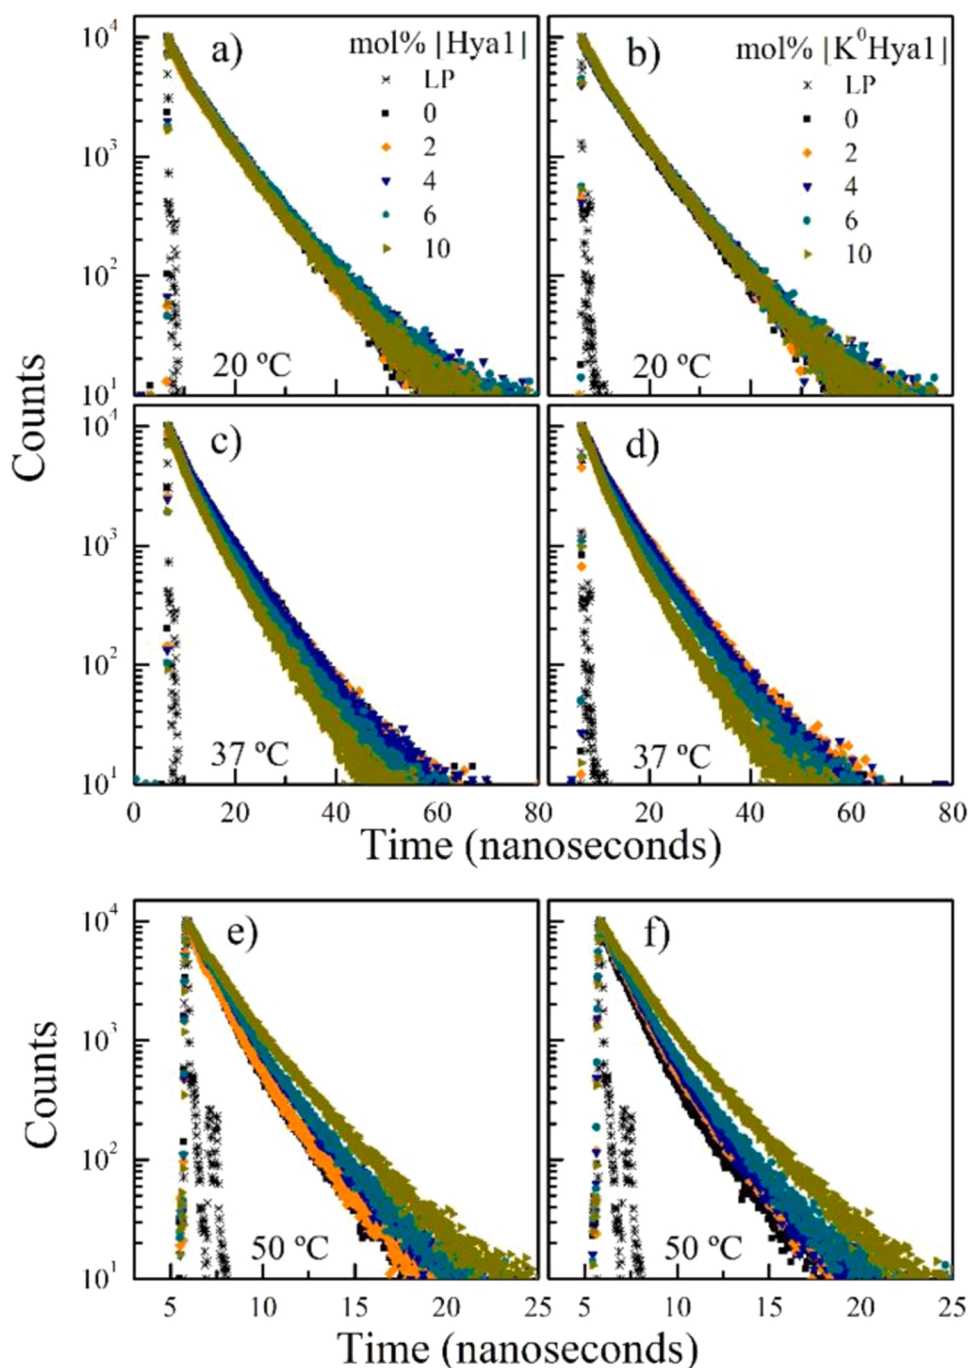 a)
mol% [Hya1]
LP
0
2
4
6
10
20 ºC
b)
mol% [K⁰Hya1]
LP
0
2
4
6
10
20 ºC
10⁴
10³
10²
10¹
Counts
c)
37 ºC
d)
37 ºC
10⁴
10³
10²
10¹
0 20 40 60 80 20 40 60 80
Time (nanoseconds)
e)
50 ºC
f)
50 ºC
10⁴
10³
10²
10¹
Counts
5 10 15 20 25 5 10 15 20 25
Time (nanoseconds)